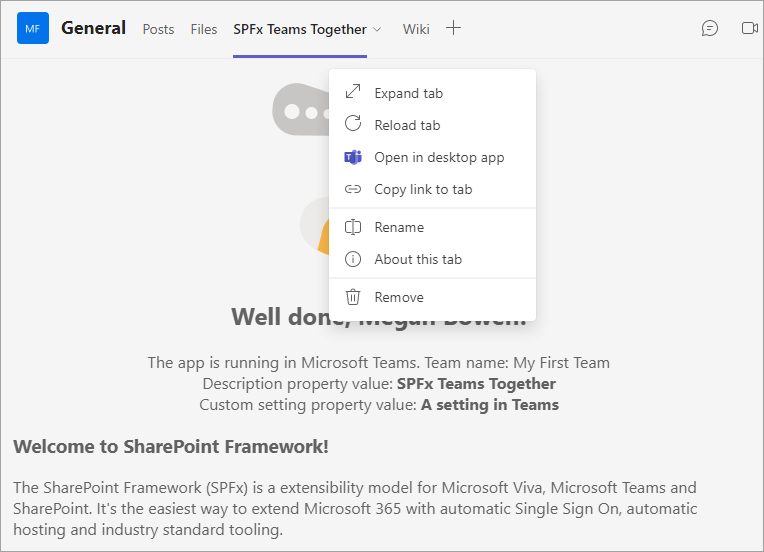 MF General Posts Files SPFx Teams Together Wiki
Expand tab
Reload tab
Open in desktop app
Copy link to tab
Rename
About this tab
Remove
Well done, Megan Bowen!
The app is running in Microsoft Teams. Team name: My First Team
Description property value: SPFx Teams Together
Custom setting property value: A setting in Teams
Welcome to SharePoint Framework!
The SharePoint Framework (SPFx) is a extensibility model for Microsoft Viva, Microsoft Teams and
SharePoint. It's the easiest way to extend Microsoft 365 with automatic Single Sign On, automatic
hosting and industry standard tooling.